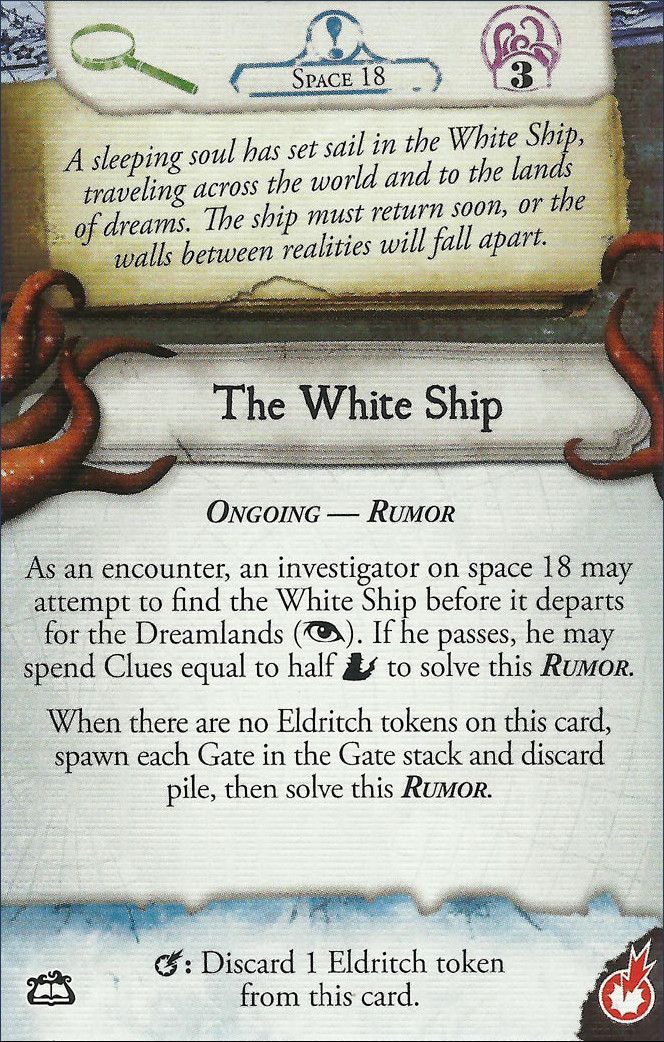 SPACE 18
3
A sleeping soul has set sail in the White Ship,
traveling across the world and to the lands
of dreams. The ship must return soon, or the
walls between realities will fall apart.
The White Ship
ONGOING — RUMOR
As an encounter, an investigator on space 18 may
attempt to find the White Ship before it departs
for the Dreamlands ( ). If he passes, he may
spend Clues equal to half to solve this RUMOR.
When there are no Eldritch tokens on this card,
spawn each Gate in the Gate stack and discard
pile, then solve this RUMOR.
: Discard 1 Eldritch token
from this card.